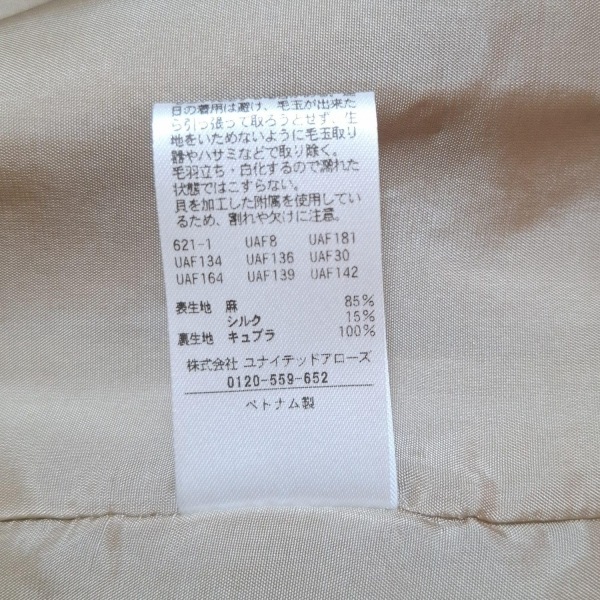 日の着用は避け、毛玉が出来た
ら引っ張って取ろうとせず、生
地をいためないように毛玉取り
器やハサミなどで取り除く。
毛羽立ち・白化するので濡れた
状態ではこすらない。
貝を加工した附属を使用してい
るため、割れや欠けに注意。
621-1 UAF8 UAF181
UAF134 UAF136 UAF30
UAF164 UAF139 UAF142
表生地 麻 85%
シルク 15%
裏生地 キュプラ 100%
株式会社 ユナイテッドアローズ
0120-559-652
ベトナム製